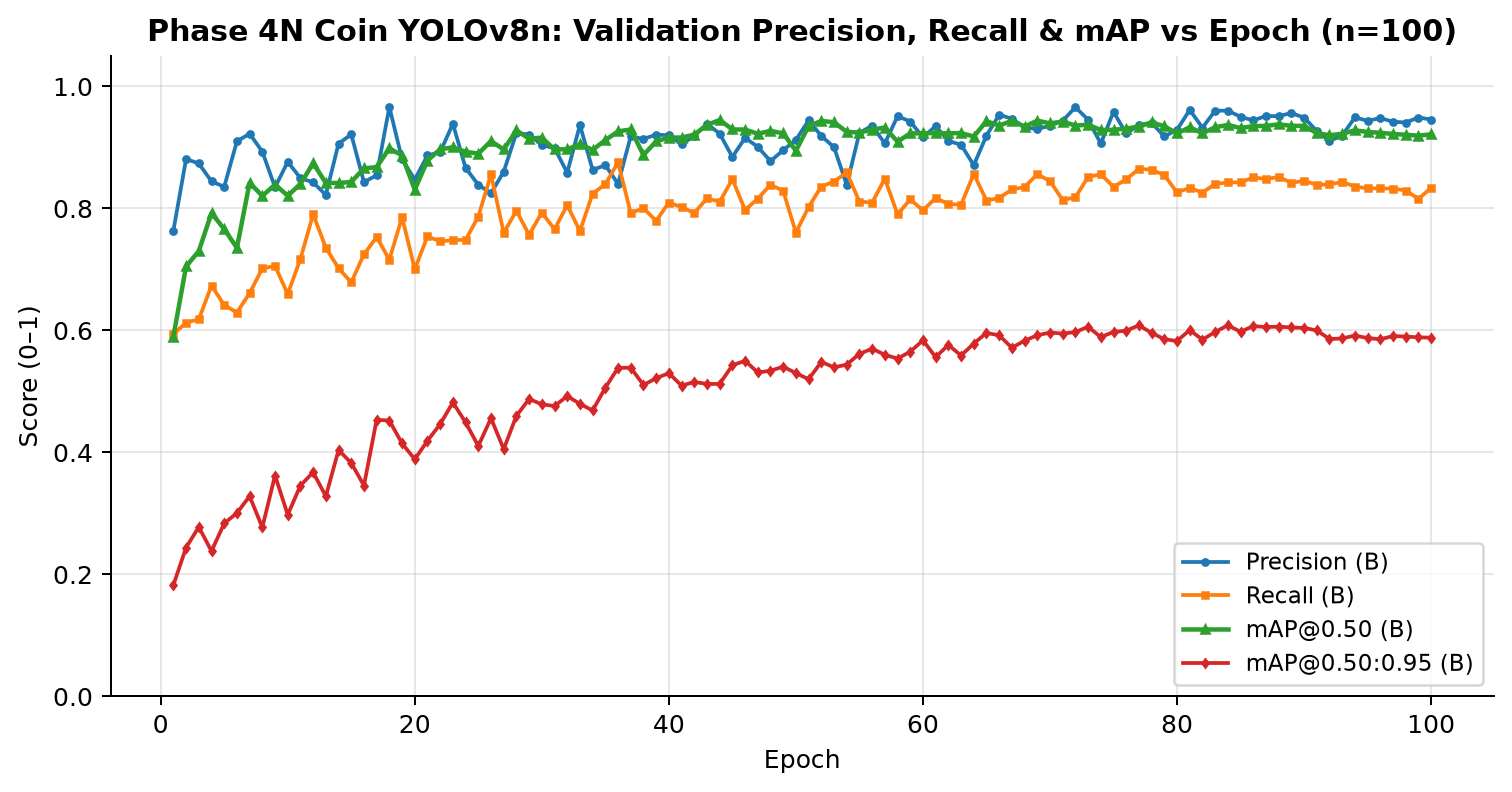 Phase 4N Coin YOLOv8n: Validation Precision, Recall & mAP vs Epoch (n=100)
Score (0–1)
1.0
0.8
0.6
0.4
0.2
0.0
0 20 40 60 80 100
Epoch
Precision (B)
Recall (B)
mAP@0.50 (B)
mAP@0.50:0.95 (B)